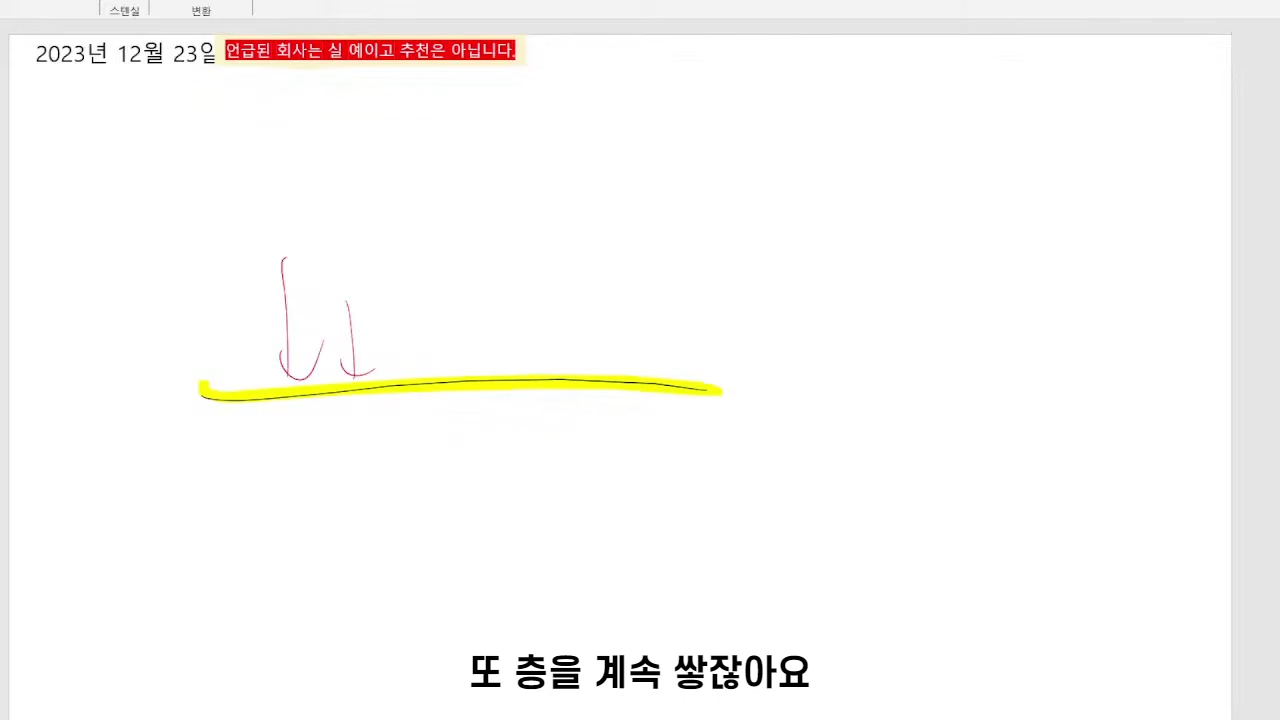 스텐실 변환
2023년 12월 23일 언급된 회사는 실 예이고 추천은 아닙니다.
또 층을 계속 쌓잖아요